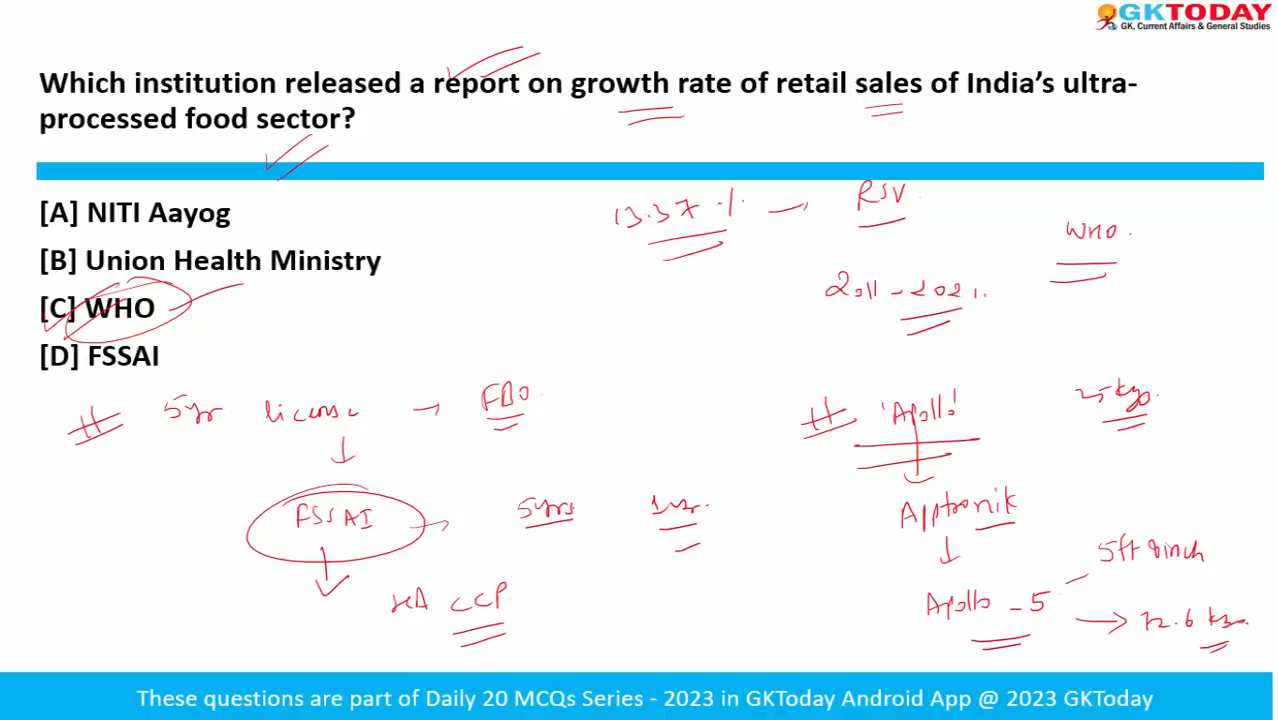 GKTODAY
GK, Current Affairs & General Studies
Which institution released a report on growth rate of retail sales of India’s ultra-
processed food sector?
[A] NITI Aayog
[B] Union Health Ministry
[C] WHO
[D] FSSAI
13.37 % → RSV
WHO.
2011 - 2021.
# 5yr license → FBO
# 'Apollo' 25 kgs.
FSSAI → 5yrs 1yr.
Apptronik
5ft 8inch
HACCP
Apollo - 5
→ 72.6 kgs.
These questions are part of Daily 20 MCQs Series - 2023 in GKToday Android App @ 2023 GKToday